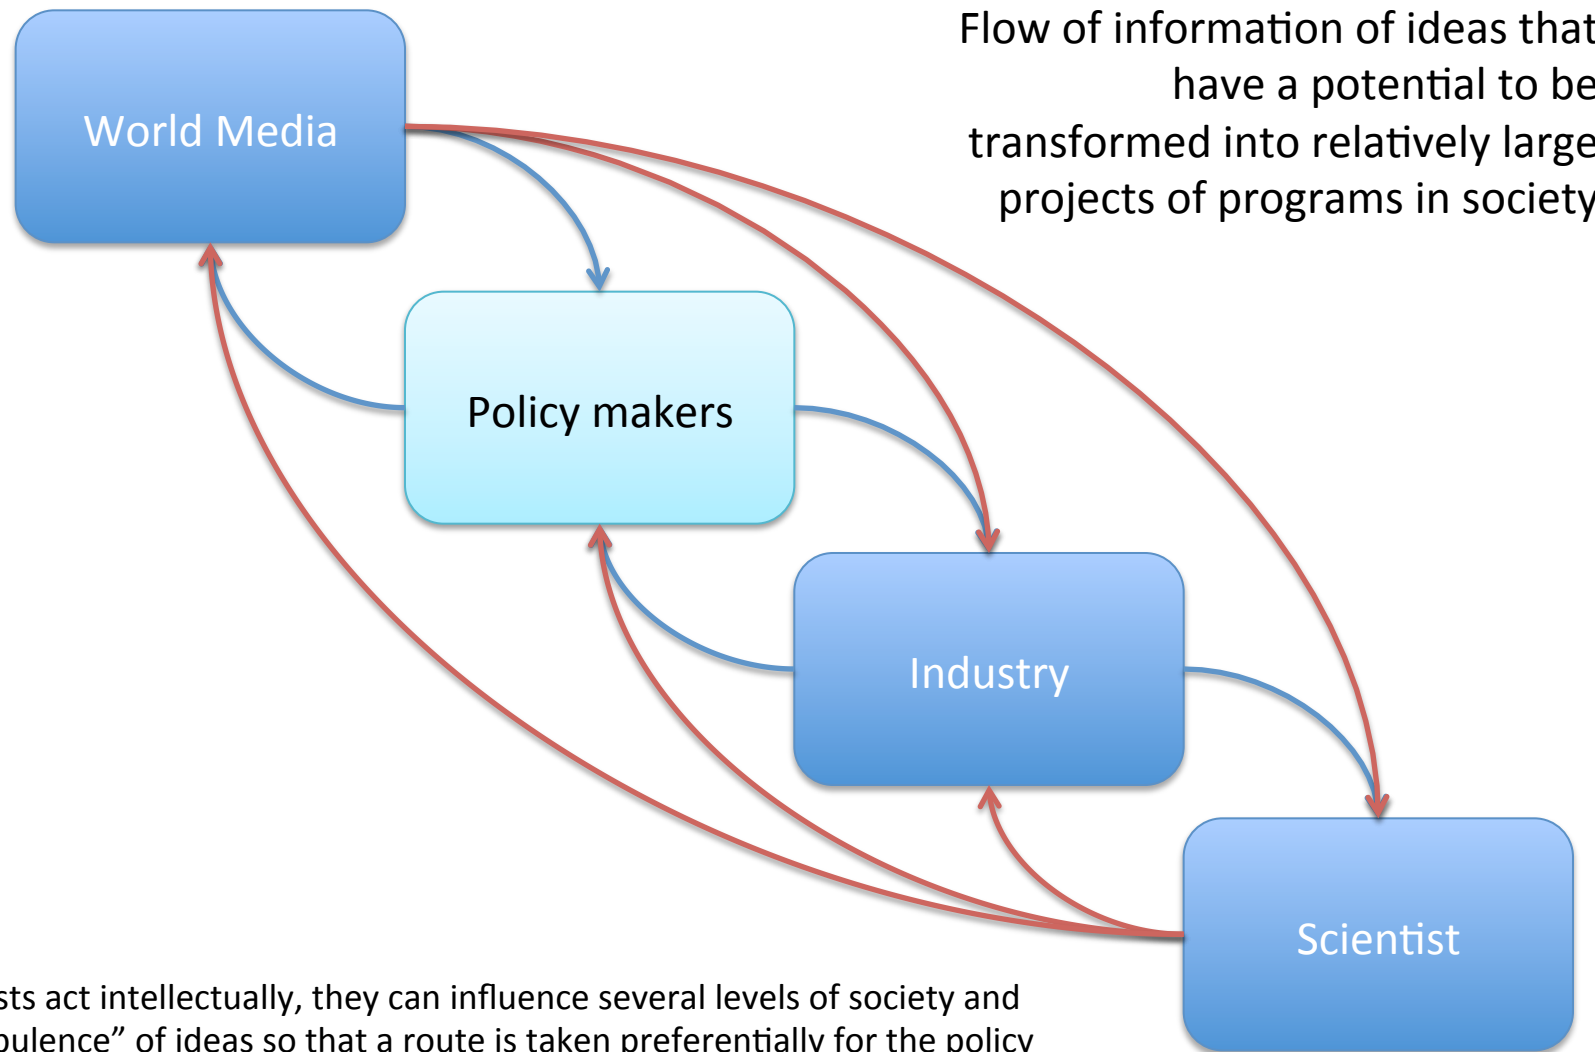 Flow of information of ideas that
have a potential to be
transformed into relatively large
projects of programs in society
World Media
Policy makers
Industry
Scientist
sts act intellectually, they can influence several levels of society and
bulence” of ideas so that a route is taken preferentially for the policy